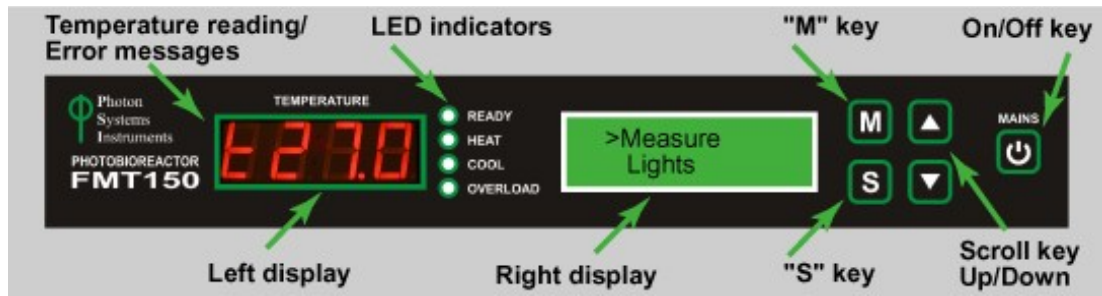 Temperature reading/
Error messages
LED indicators
"M" key
On/Off key
Photon
Systems
Instruments
PHOTOBIOREACTOR
FMT150
TEMPERATURE
t27.0
READY
HEAT
COOL
OVERLOAD
>Measure
Lights
M
S
MAINS
Left display
Right display
"S" key
Scroll key
Up/Down